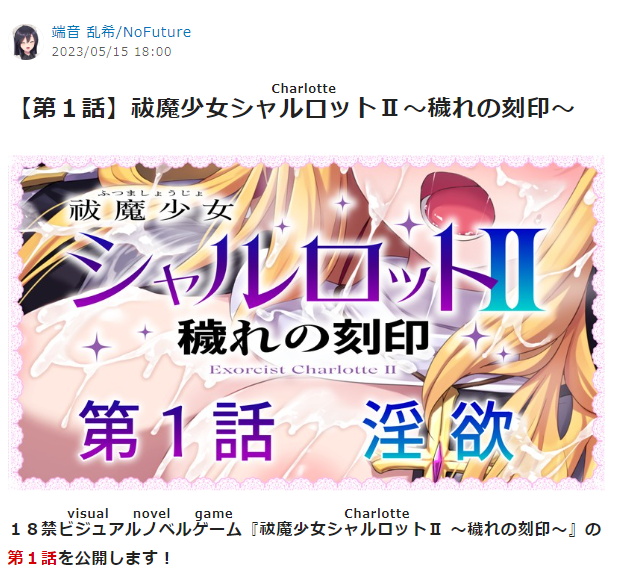 端音 乱希/NoFuture
2023/05/15 18:00
Charlotte
【第１話】祓魔少女シャルロットⅡ～穢れの刻印～
ふつましょうじょ
祓魔少女
シャルロットⅡ
穢れの刻印
Exorcist Charlotte II
第１話 淫欲
visual novel game Charlotte
１８禁ビジュアルノベルゲーム『祓魔少女シャルロットⅡ ～穢れの刻印～』の
第１話を公開します！